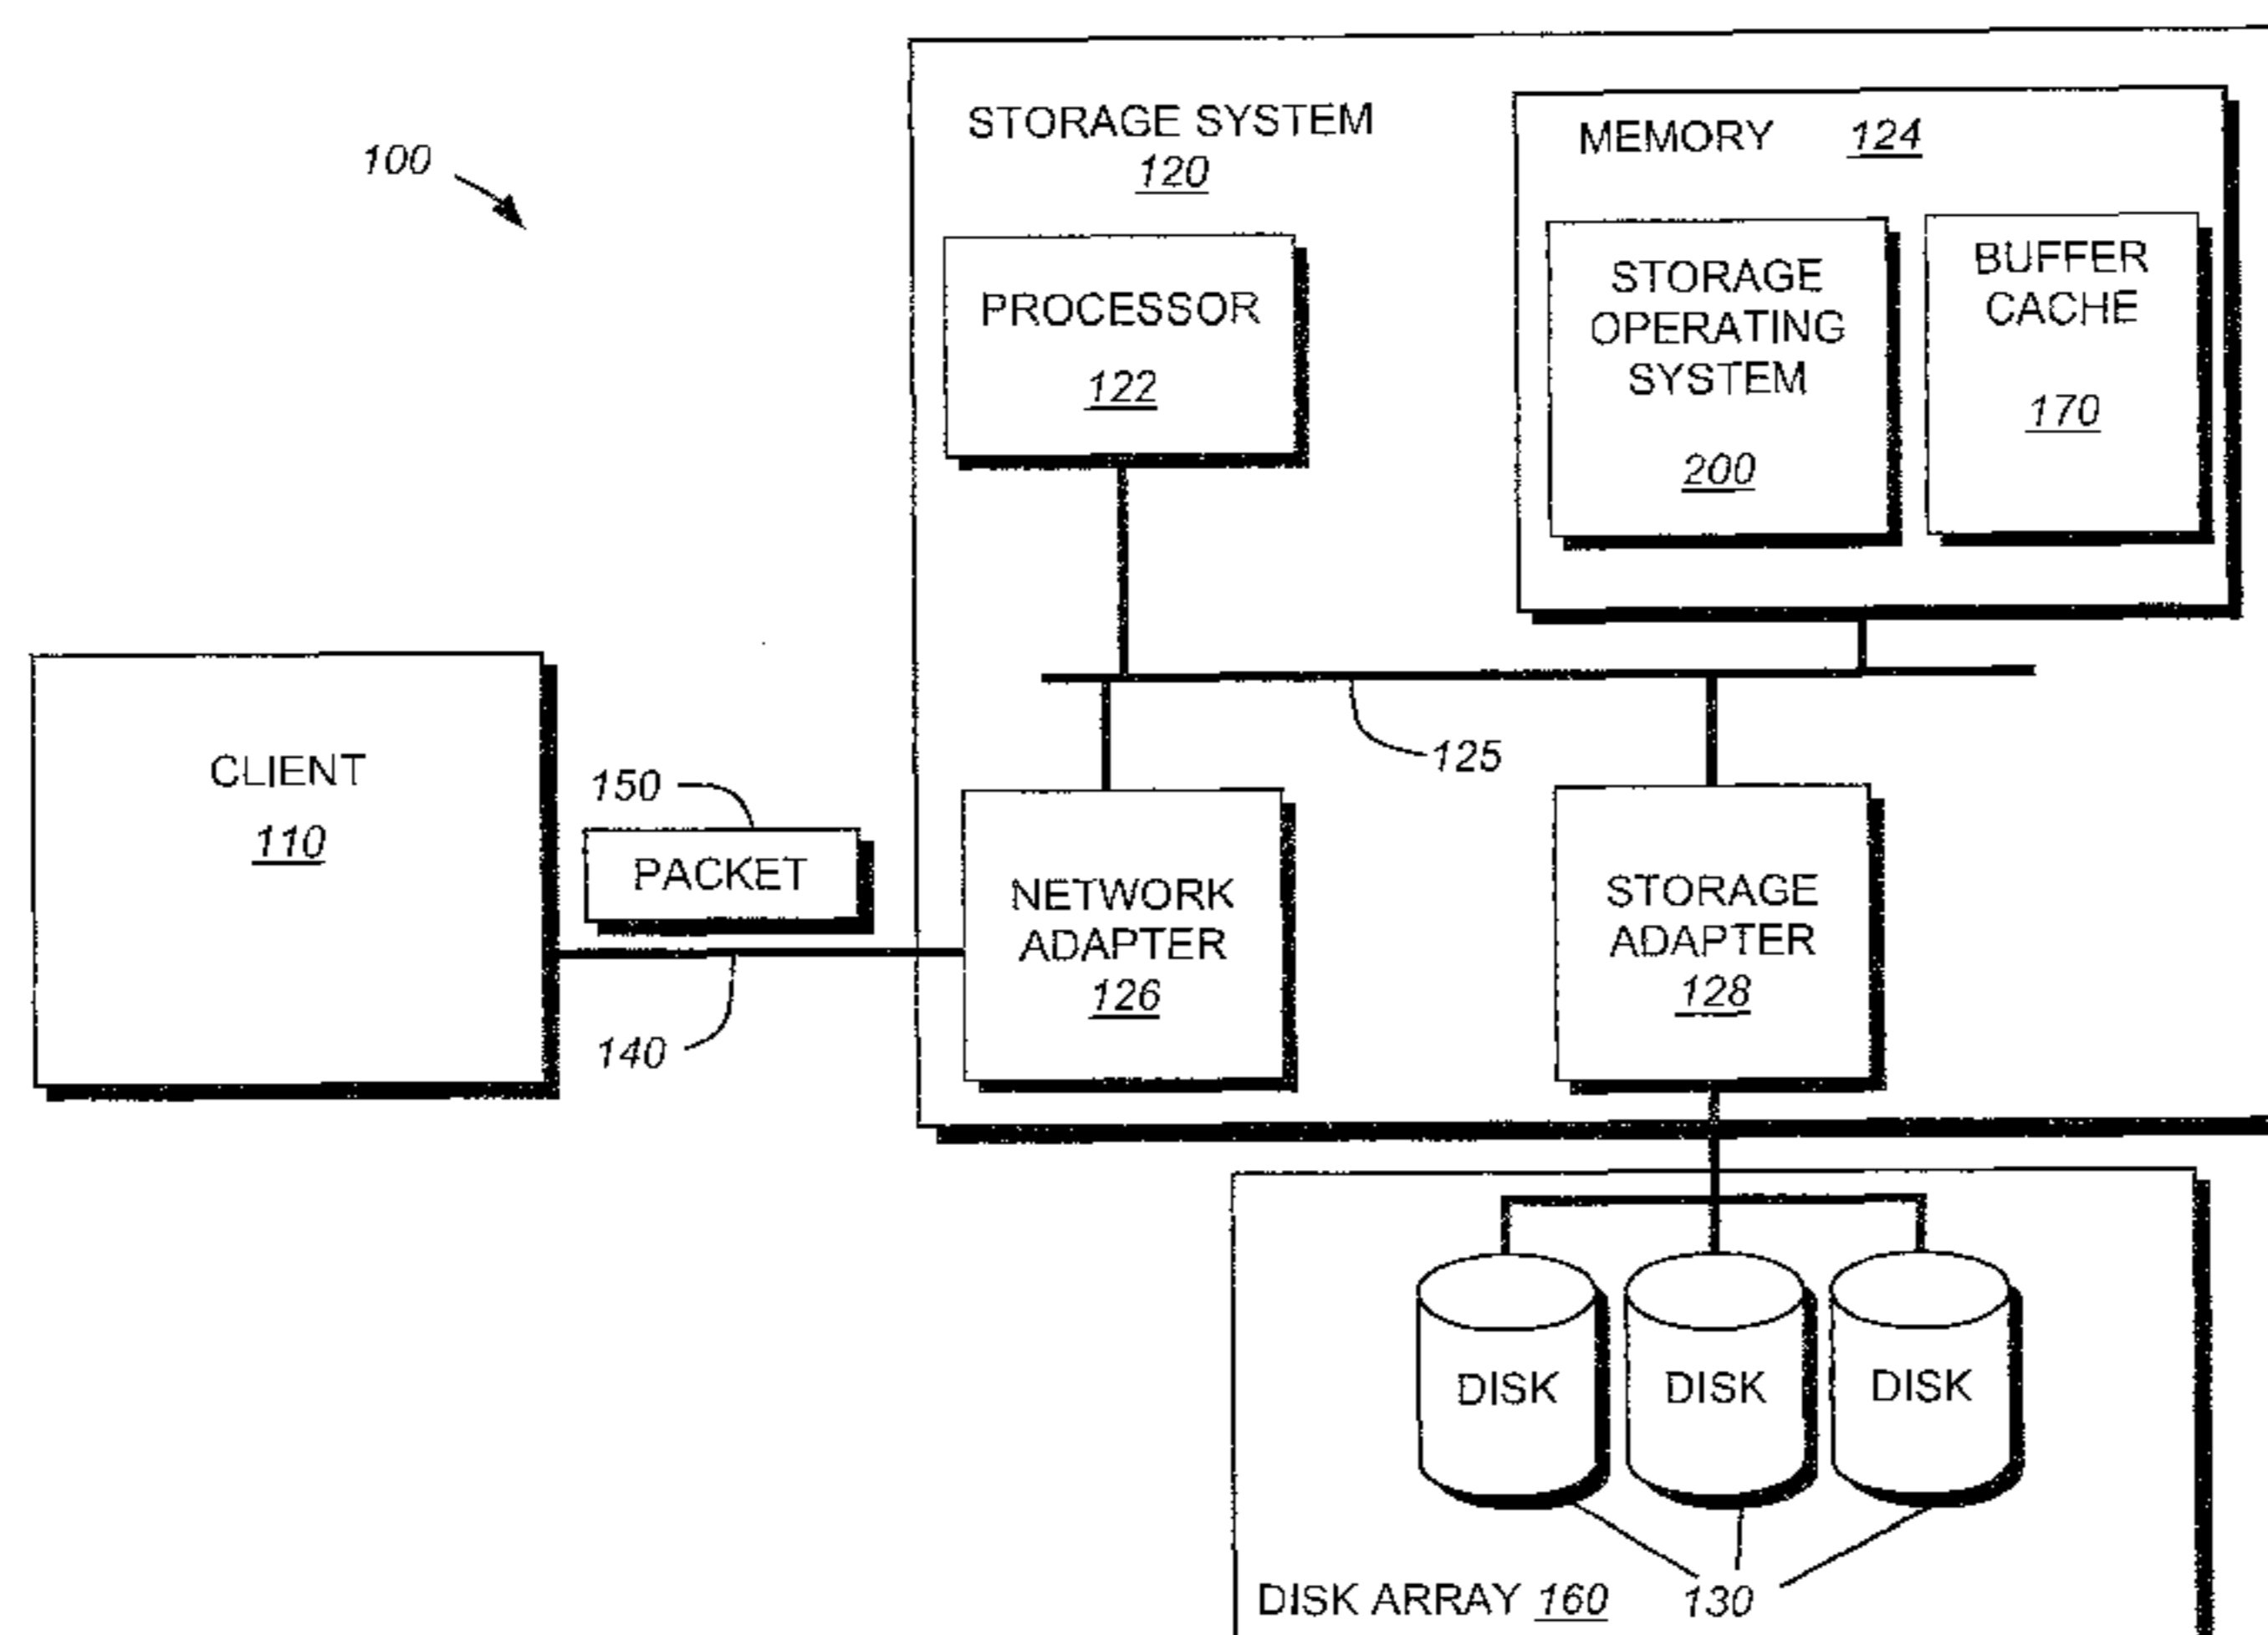 100
STORAGE SYSTEM
120
MEMORY 124
PROCESSOR
122
STORAGE
OPERATING
SYSTEM
200
BUFFER
CACHE
170
125
CLIENT
110
150
PACKET
140
NETWORK
ADAPTER
126
STORAGE
ADAPTER
128
DISK
DISK
DISK
DISK ARRAY 160
130